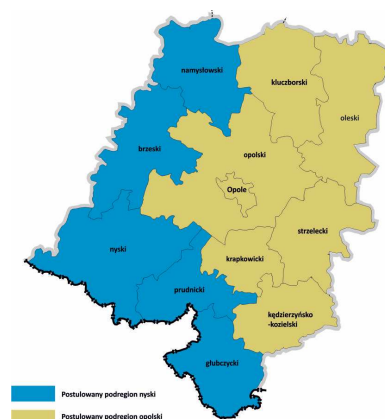 namysłowski
kluczborski
oleski
brzeski
opolski
Opole
strzelecki
nyski
krapkowicki
prudnicki
kędzierzyńsko
-kozielski
głubczycki
Postulowany podregion nyski
Postulowany podregion opolski